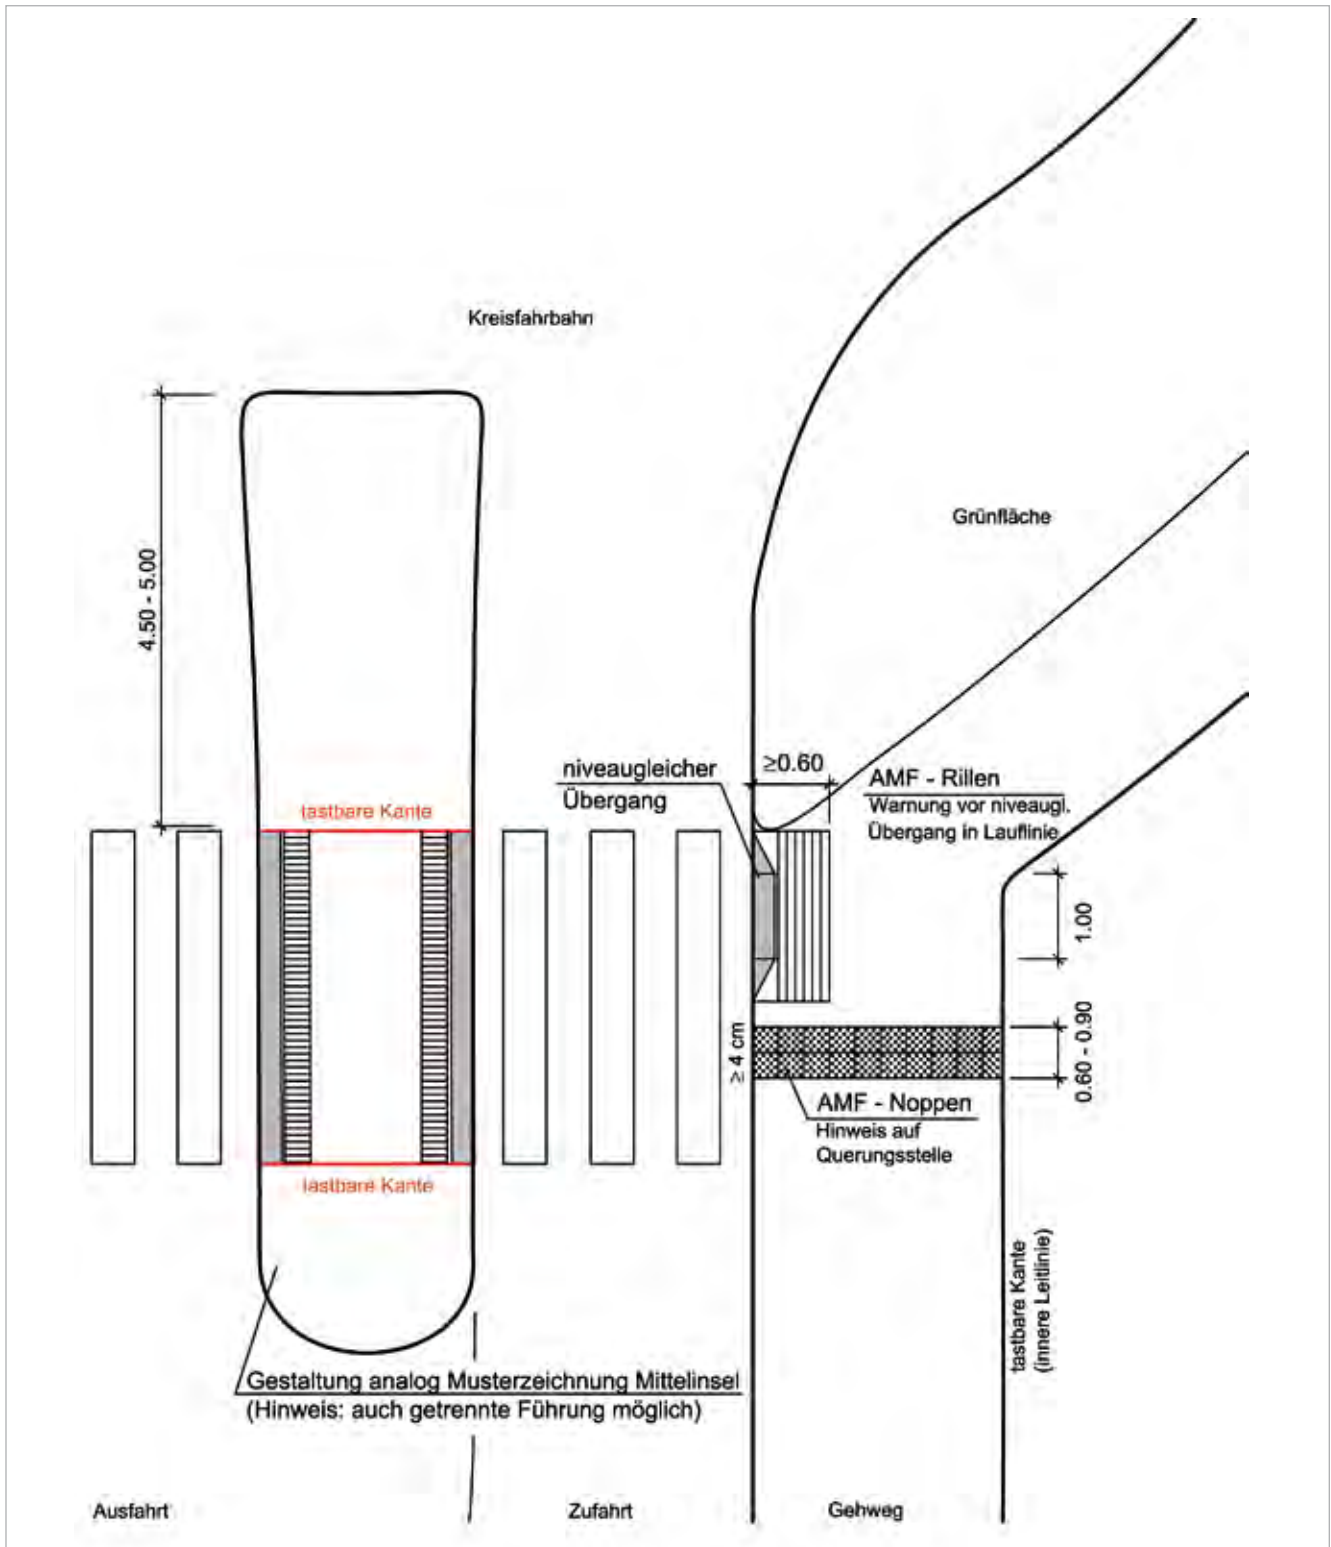 Kreisfahrbahn
Grünfläche
4.50 - 5.00
niveaugleicher
Übergang
≥0.60
AMF - Rillen
Warnung vor niveaugl.
Übergang in Lauflinie
tastbare Kante
1.00
≥ 4 cm
0.60 - 0.90
AMF - Noppen
Hinweis auf
Querungsstelle
tastbare Kante
tastbare Kante
(innere Leitlinie)
Gestaltung analog Musterzeichnung Mittelinsel
(Hinweis: auch getrennte Führung möglich)
Ausfahrt
Zufahrt
Gehweg